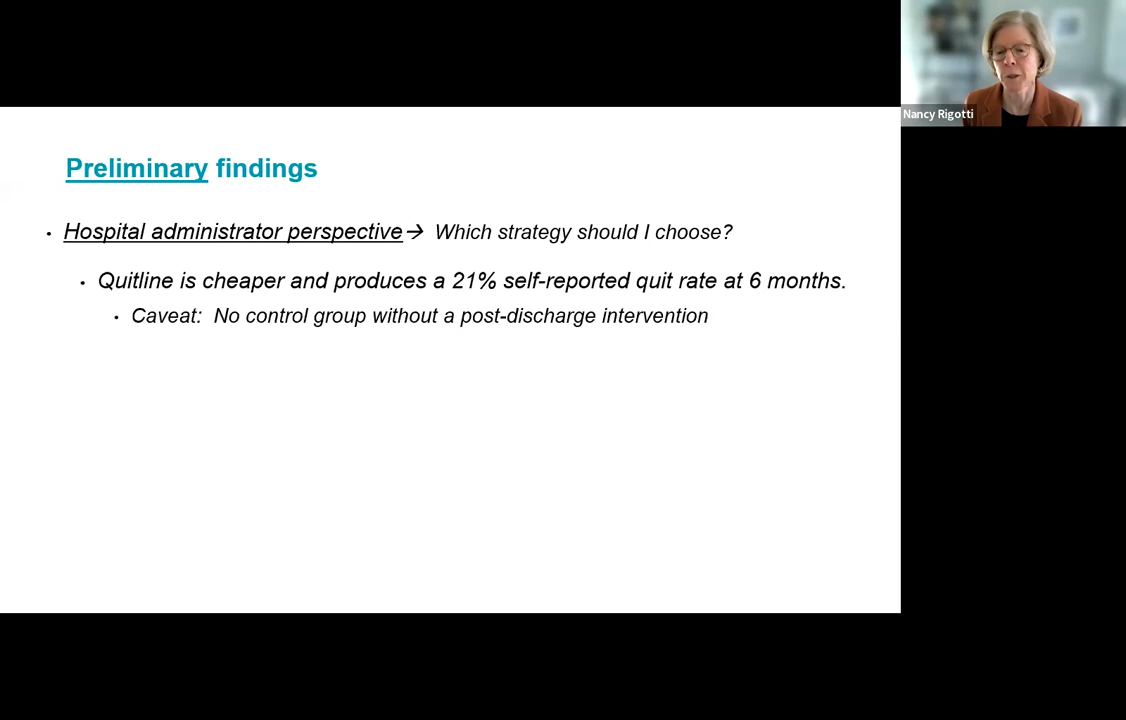 Nancy Rigotti
Preliminary findings
• Hospital administrator perspective→ Which strategy should I choose?
• Quitline is cheaper and produces a 21% self-reported quit rate at 6 months.
• Caveat: No control group without a post-discharge intervention